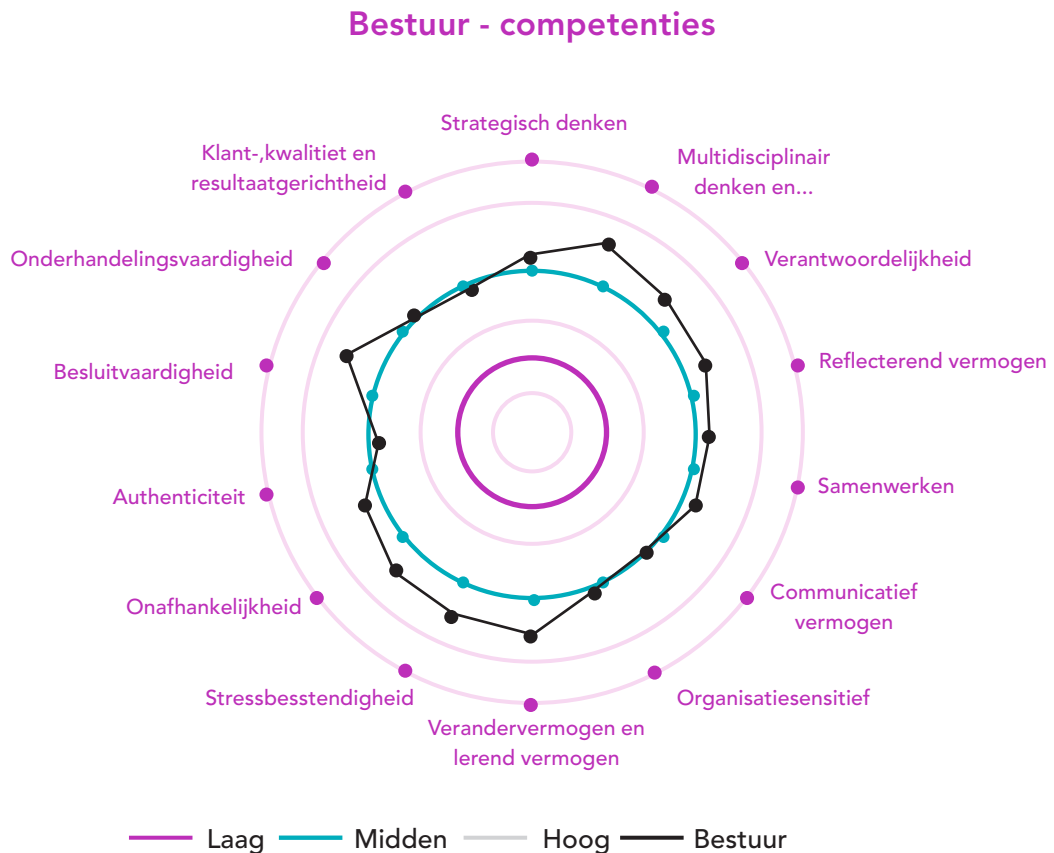 Bestuur - competenties
Strategisch denken
Multidisciplinair
denken en...
Verantwoordelijkheid
Reflecterend vermogen
Samenwerken
Communicatief
vermogen
Organisatiesensitief
Verandervermogen en
lerend vermogen
Stressbesstendigheid
Onafhankelijkheid
Authenticiteit
Besluitvaardigheid
Onderhandelingsvaardigheid
Klant-,kwalitiet en
resultaatgerichtheid
Laag Midden Hoog Bestuur